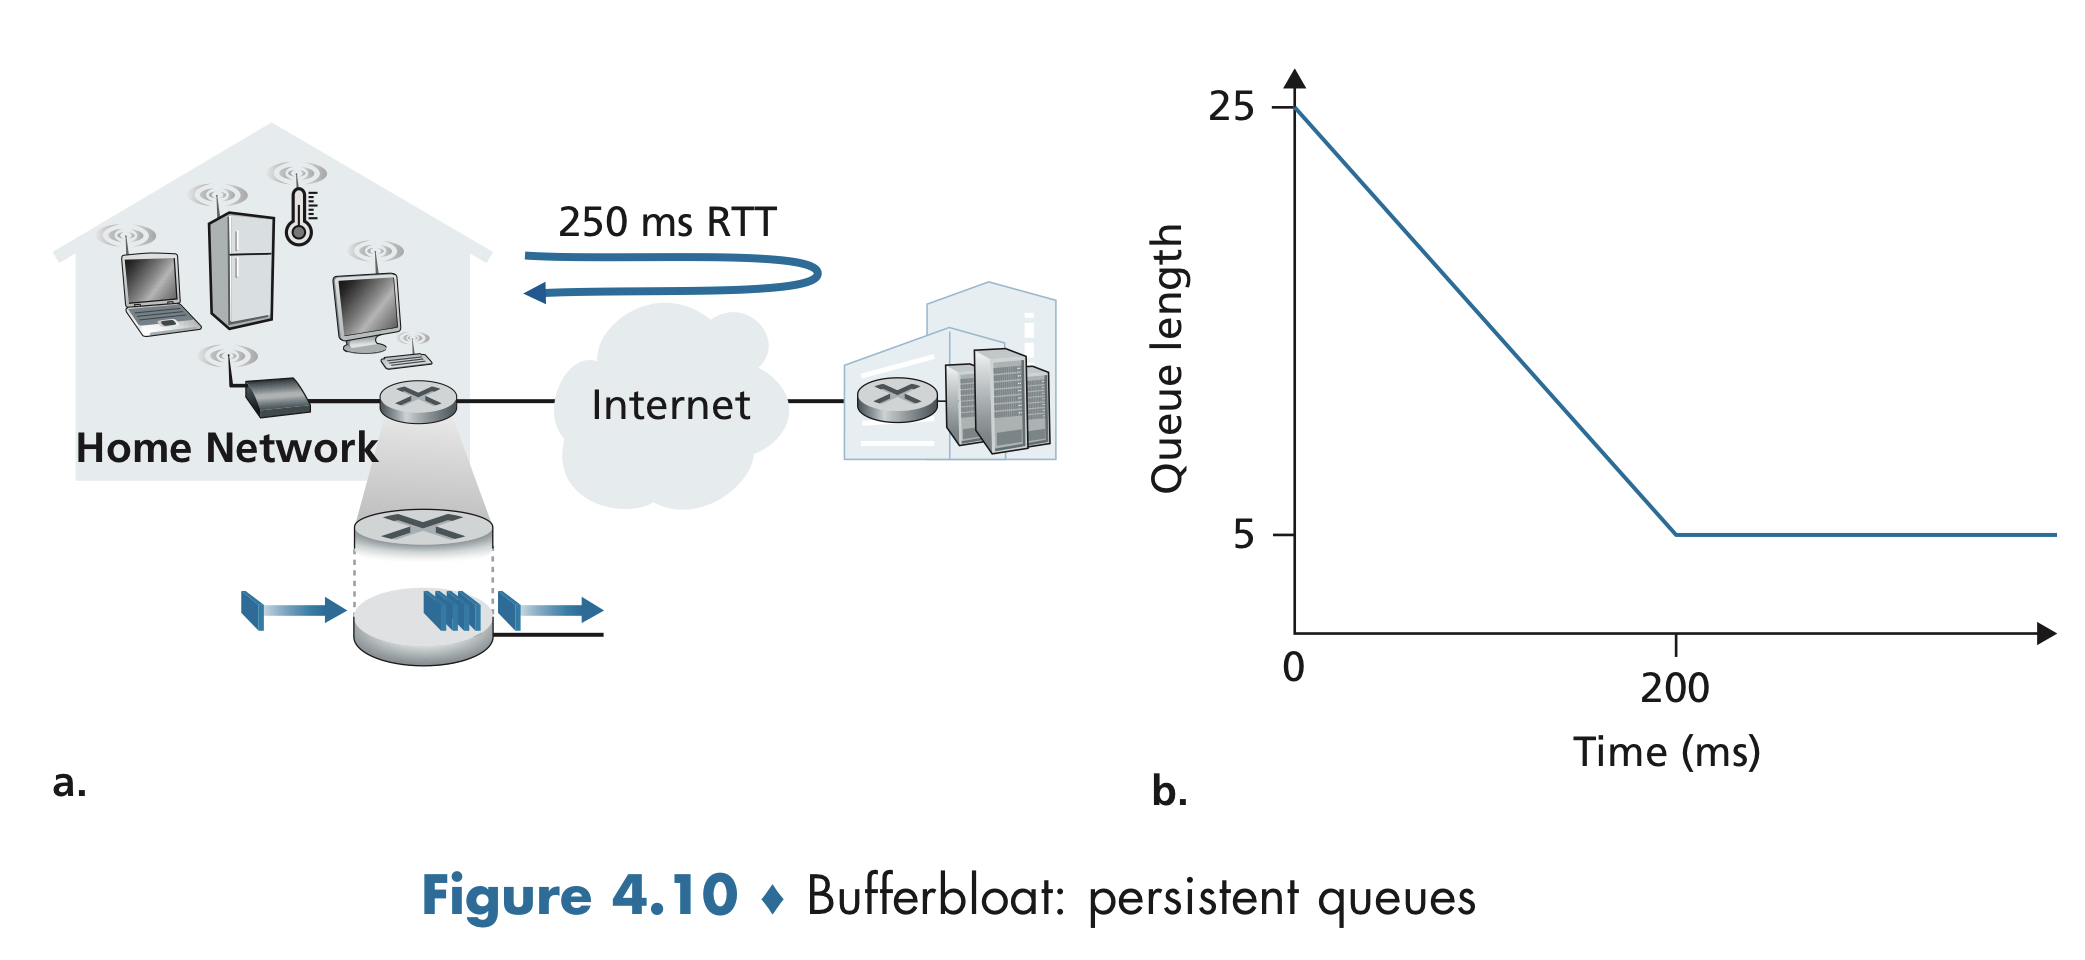 250 ms RTT
Internet
Home Network
a.
25
5
Queue length
0
200
Time (ms)
b.
Figure 4.10 ♦ Bufferbloat: persistent queues